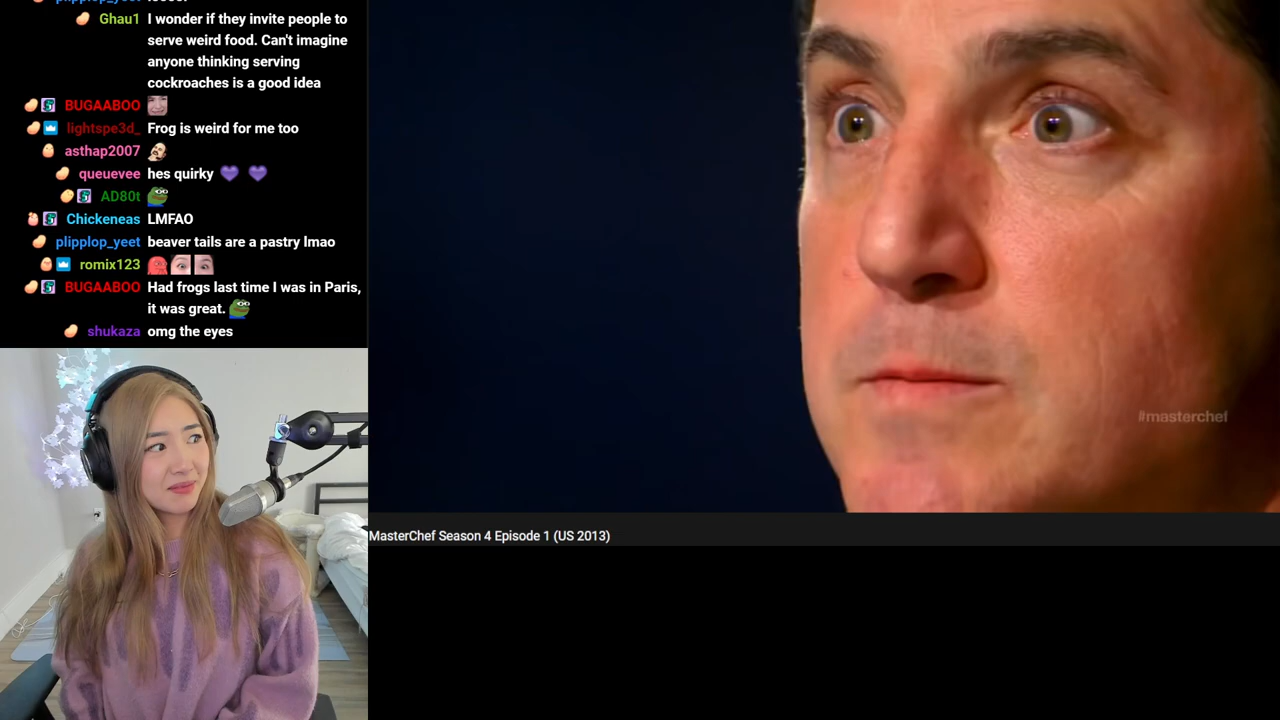 Ghau1 I wonder if they invite people to
serve weird food. Can't imagine
anyone thinking serving
cockroaches is a good idea
BUGAABOO
lightspe3d_ Frog is weird for me too
asthap2007
queuevee hes quirky
AD80t
Chickeneas LMFAO
plipplop_yeet beaver tails are a pastry lmao
romix123
BUGAABOO Had frogs last time I was in Paris,
it was great.
shukaza omg the eyes
#masterchef
MasterChef Season 4 Episode 1 (US 2013)